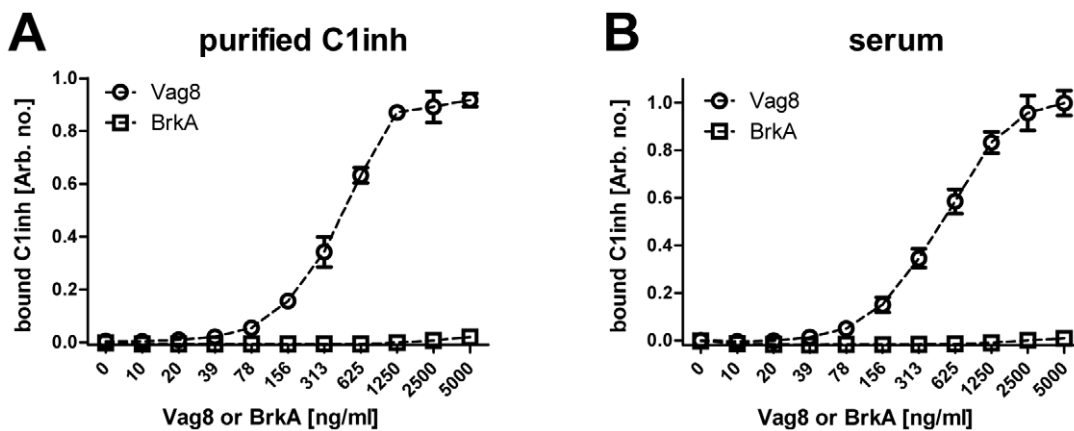 A
purified C1inh
Vag8
BrkA
bound C1inh [Arb. no.]
1.0
0.8
0.6
0.4
0.2
0.0
0 10 20 39 78 156 313 625 1250 2500 5000
Vag8 or BrkA [ng/ml]
B
serum
Vag8
BrkA
bound C1inh [Arb. no.]
1.0
0.8
0.6
0.4
0.2
0.0
0 10 20 39 78 156 313 625 1250 2500 5000
Vag8 or BrkA [ng/ml]